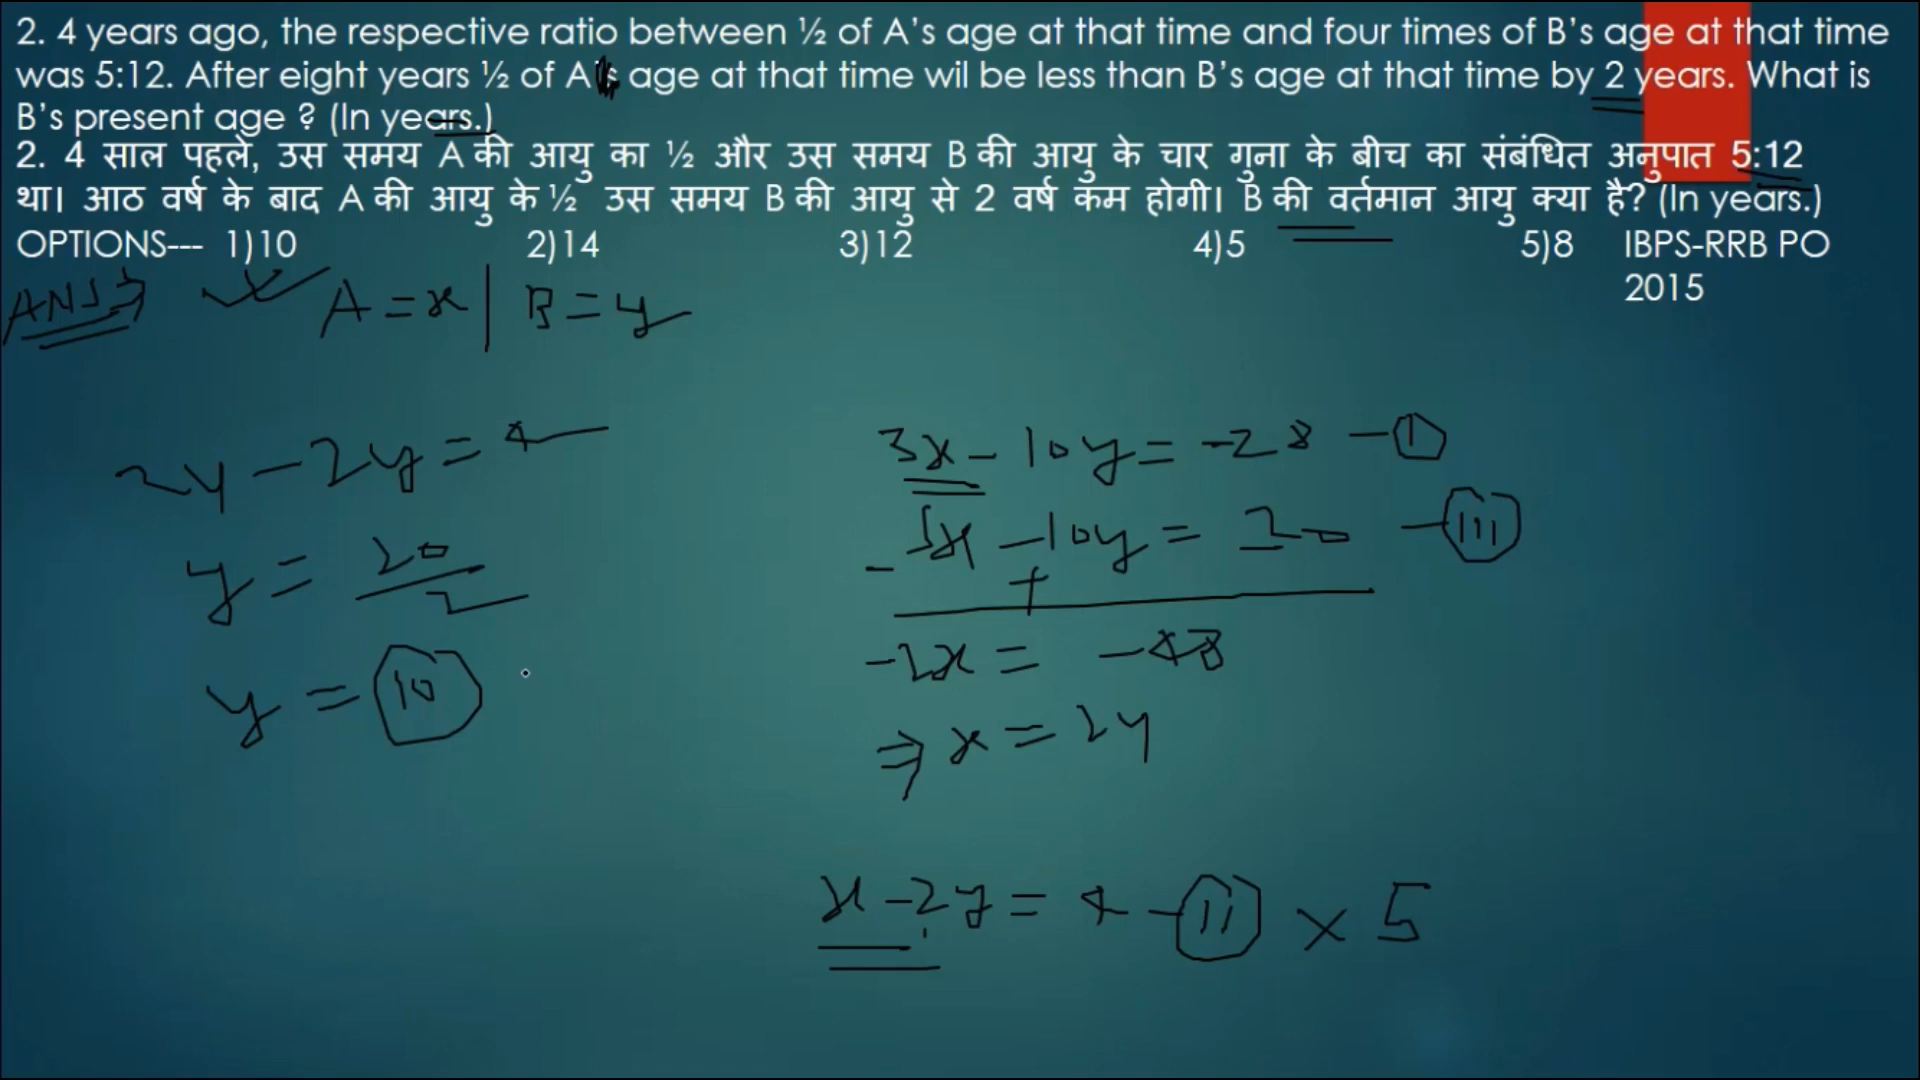 2. 4 years ago, the respective ratio between ½ of A's age at that time and four times of B's age at that time
was 5:12. After eight years ½ of A's age at that time wil be less than B's age at that time by 2 years. What is
B's present age ? (In years.)
2. 4 साल पहले, उस समय A की आयु का ½ और उस समय B की आयु के चार गुना के बीच का संबंधित अनुपात 5:12
था। आठ वर्ष के बाद A की आयु के ½ उस समय B की आयु से 2 वर्ष कम होगी। B की वर्तमान आयु क्या है? (In years.)
OPTIONS--- 1)10 2)14 3)12 4)5 5)8 IBPS-RRB PO
2015
ANS⇒ A = x | B = y
24 - 2y = 4
y = 20/2
y = 10
3x - 10y = -28 - I
5x - 10y = 20 - III
- +
-2x = -48
⇒ x = 24
x - 2y = 4 - II × 5